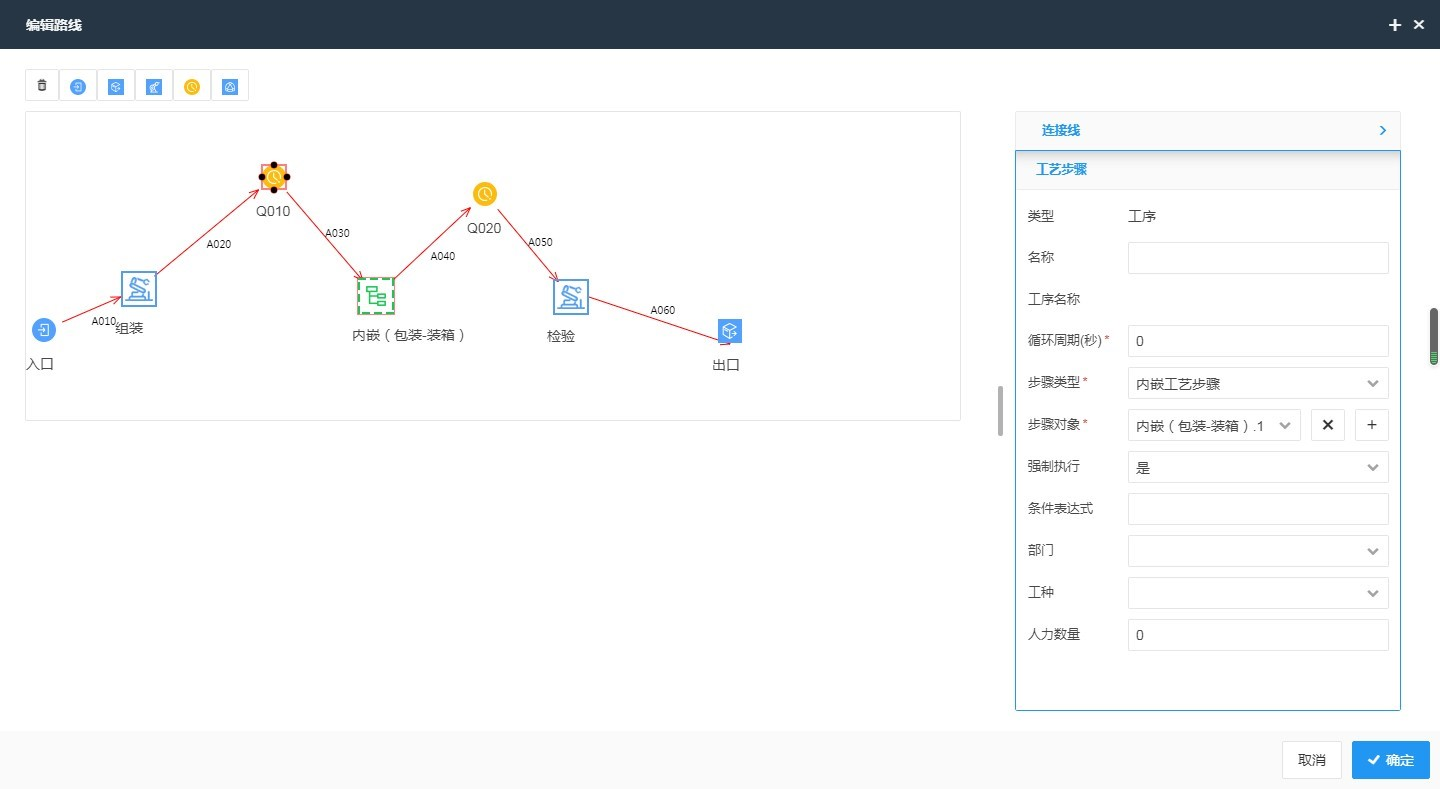 编辑路线
Q010
Q020
A020
A030
A040
A050
A010
组装
内嵌（包装-装箱）
检验
A060
入口
出口
连接线
工艺步骤
类型 工序
名称
工序名称
循环周期(秒)* 0
步骤类型* 内嵌工艺步骤
步骤对象* 内嵌（包装-装箱）.1
强制执行 是
条件表达式
部门
工种
人力数量 0
取消 确定